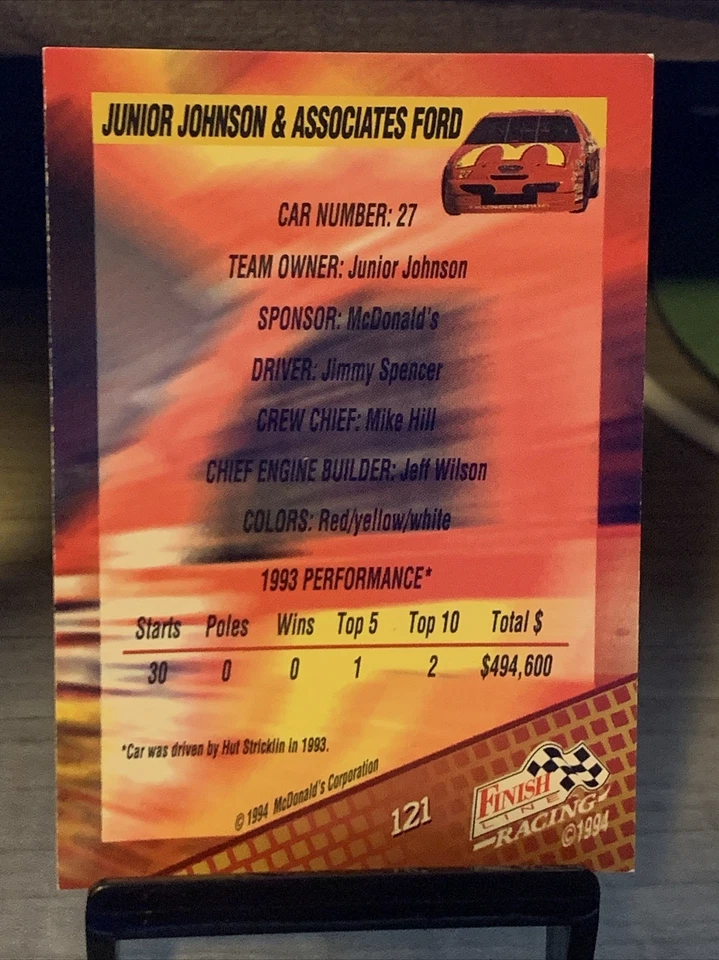 JUNIOR JOHNSON & ASSOCIATES FORD
CAR NUMBER: 27
TEAM OWNER: Junior Johnson
SPONSOR: McDonald's
DRIVER: Jimmy Spencer
CREW CHIEF: Mike Hill
CHIEF ENGINE BUILDER: Jeff Wilson
COLORS: Red/yellow/white
1993 PERFORMANCE*
Starts Poles Wins Top 5 Top 10 Total $
30 0 0 1 2 $494,600
*Car was driven by Hut Stricklin in 1993.
© 1994 McDonald's Corporation
121
FINISH
LINE
RACING
©1994